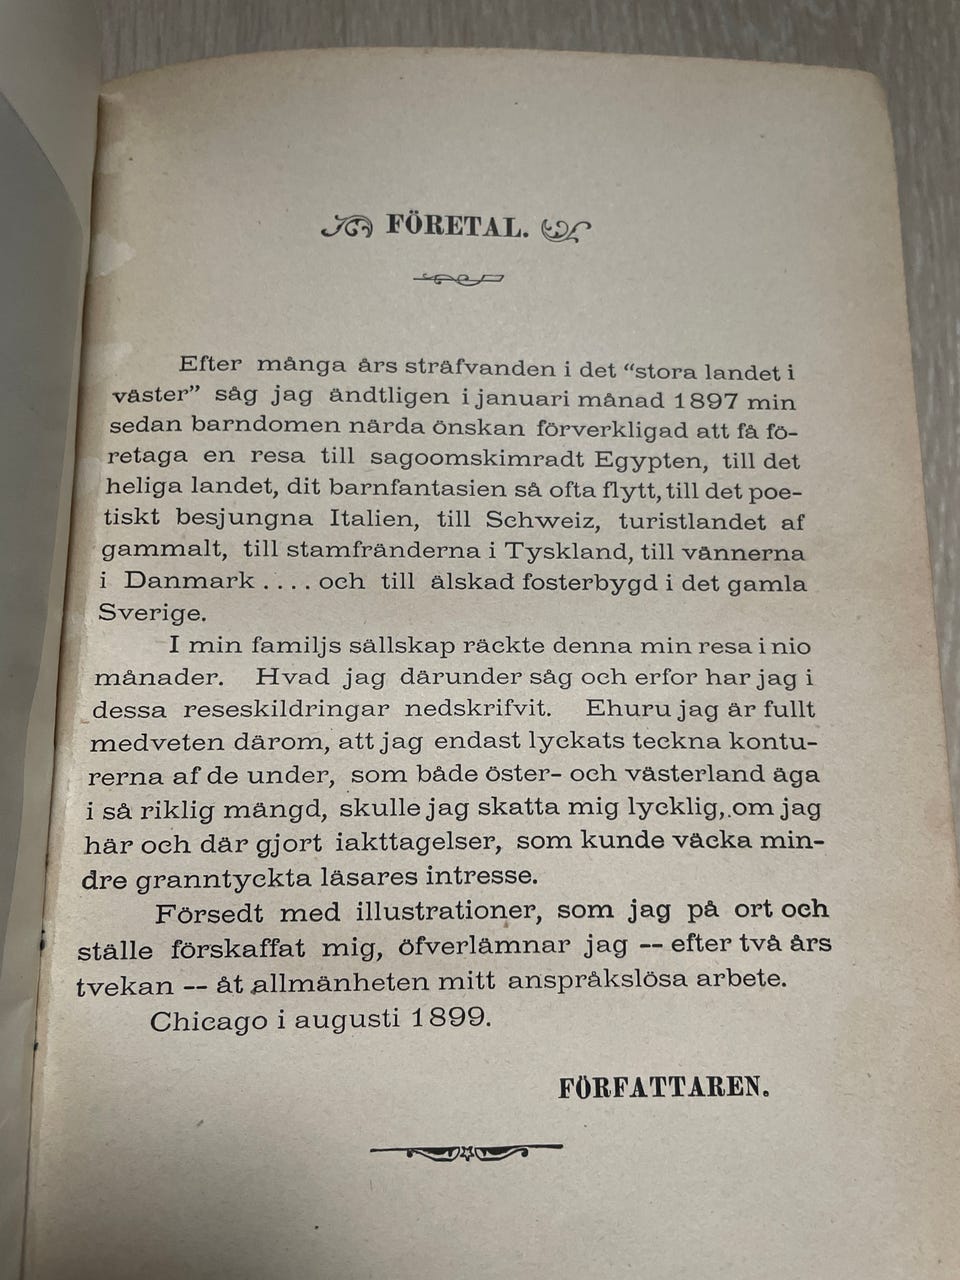 FÖRETAL.
Efter många års sträfvanden i det “stora landet i
väster” såg jag ändtligen i januari månad 1897 min
sedan barndomen närda önskan förverkligad att få fö-
retaga en resa till sagoomskimradt Egypten, till det
heliga landet, dit barnfantasien så ofta flytt, till det poe-
tiskt besjungna Italien, till Schweiz, turistlandet af
gammalt, till stamfränderna i Tyskland, till vännerna
i Danmark .... och till älskad fosterbygd i det gamla
Sverige.
I min familjs sällskap räckte denna min resa i nio
månader. Hvad jag därunder såg och erfor har jag i
dessa reseskildringar nedskrifvit. Ehuru jag är fullt
medveten därom, att jag endast lyckats teckna kontu-
rerna af de under, som både öster- och västerland äga
i så riklig mängd, skulle jag skatta mig lycklig, om jag
här och där gjort iakttagelser, som kunde väcka min-
dre granntyckta läsares intresse.
Försedt med illustrationer, som jag på ort och
ställe förskaffat mig, öfverlämnar jag -- efter två års
tvekan -- åt allmänheten mitt anspråkslösa arbete.
Chicago i augusti 1899.
FÖRFATTAREN.